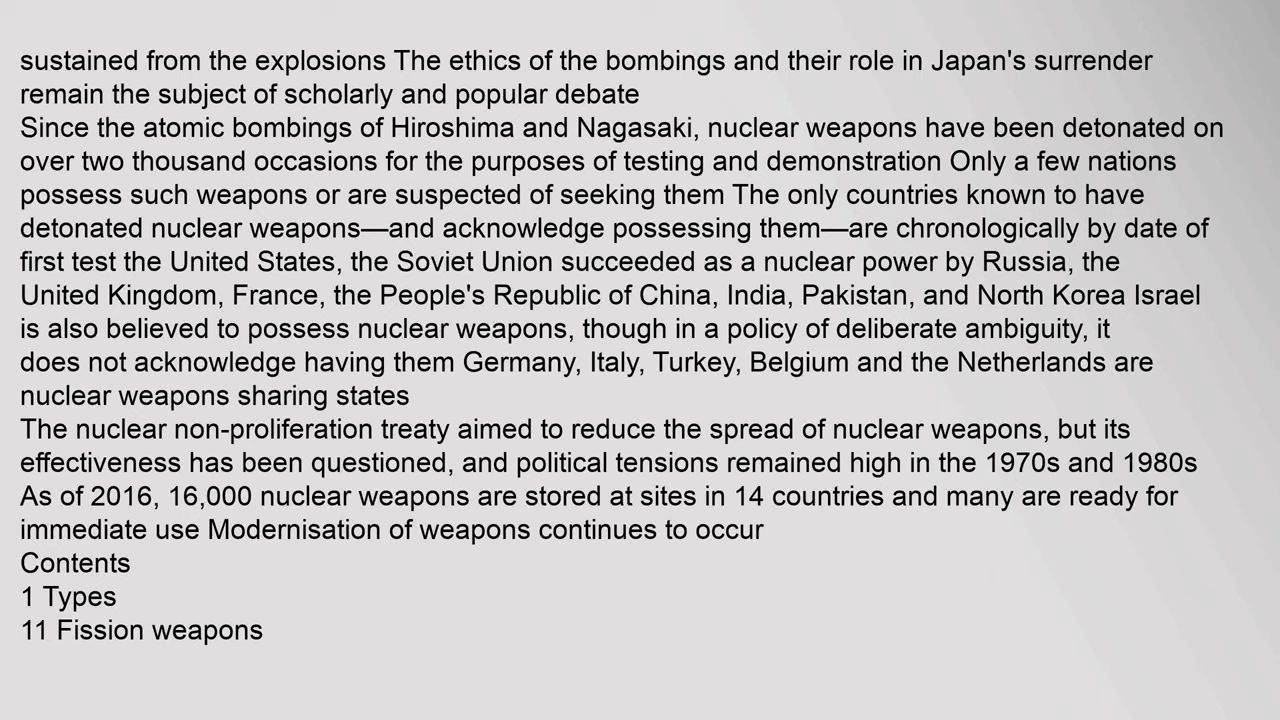 sustained from the explosions The ethics of the bombings and their role in Japan's surrender
remain the subject of scholarly and popular debate
Since the atomic bombings of Hiroshima and Nagasaki, nuclear weapons have been detonated on
over two thousand occasions for the purposes of testing and demonstration Only a few nations
possess such weapons or are suspected of seeking them The only countries known to have
detonated nuclear weapons—and acknowledge possessing them—are chronologically by date of
first test the United States, the Soviet Union succeeded as a nuclear power by Russia, the
United Kingdom, France, the People's Republic of China, India, Pakistan, and North Korea Israel
is also believed to possess nuclear weapons, though in a policy of deliberate ambiguity, it
does not acknowledge having them Germany, Italy, Turkey, Belgium and the Netherlands are
nuclear weapons sharing states
The nuclear non-proliferation treaty aimed to reduce the spread of nuclear weapons, but its
effectiveness has been questioned, and political tensions remained high in the 1970s and 1980s
As of 2016, 16,000 nuclear weapons are stored at sites in 14 countries and many are ready for
immediate use Modernisation of weapons continues to occur
Contents
1 Types
11 Fission weapons